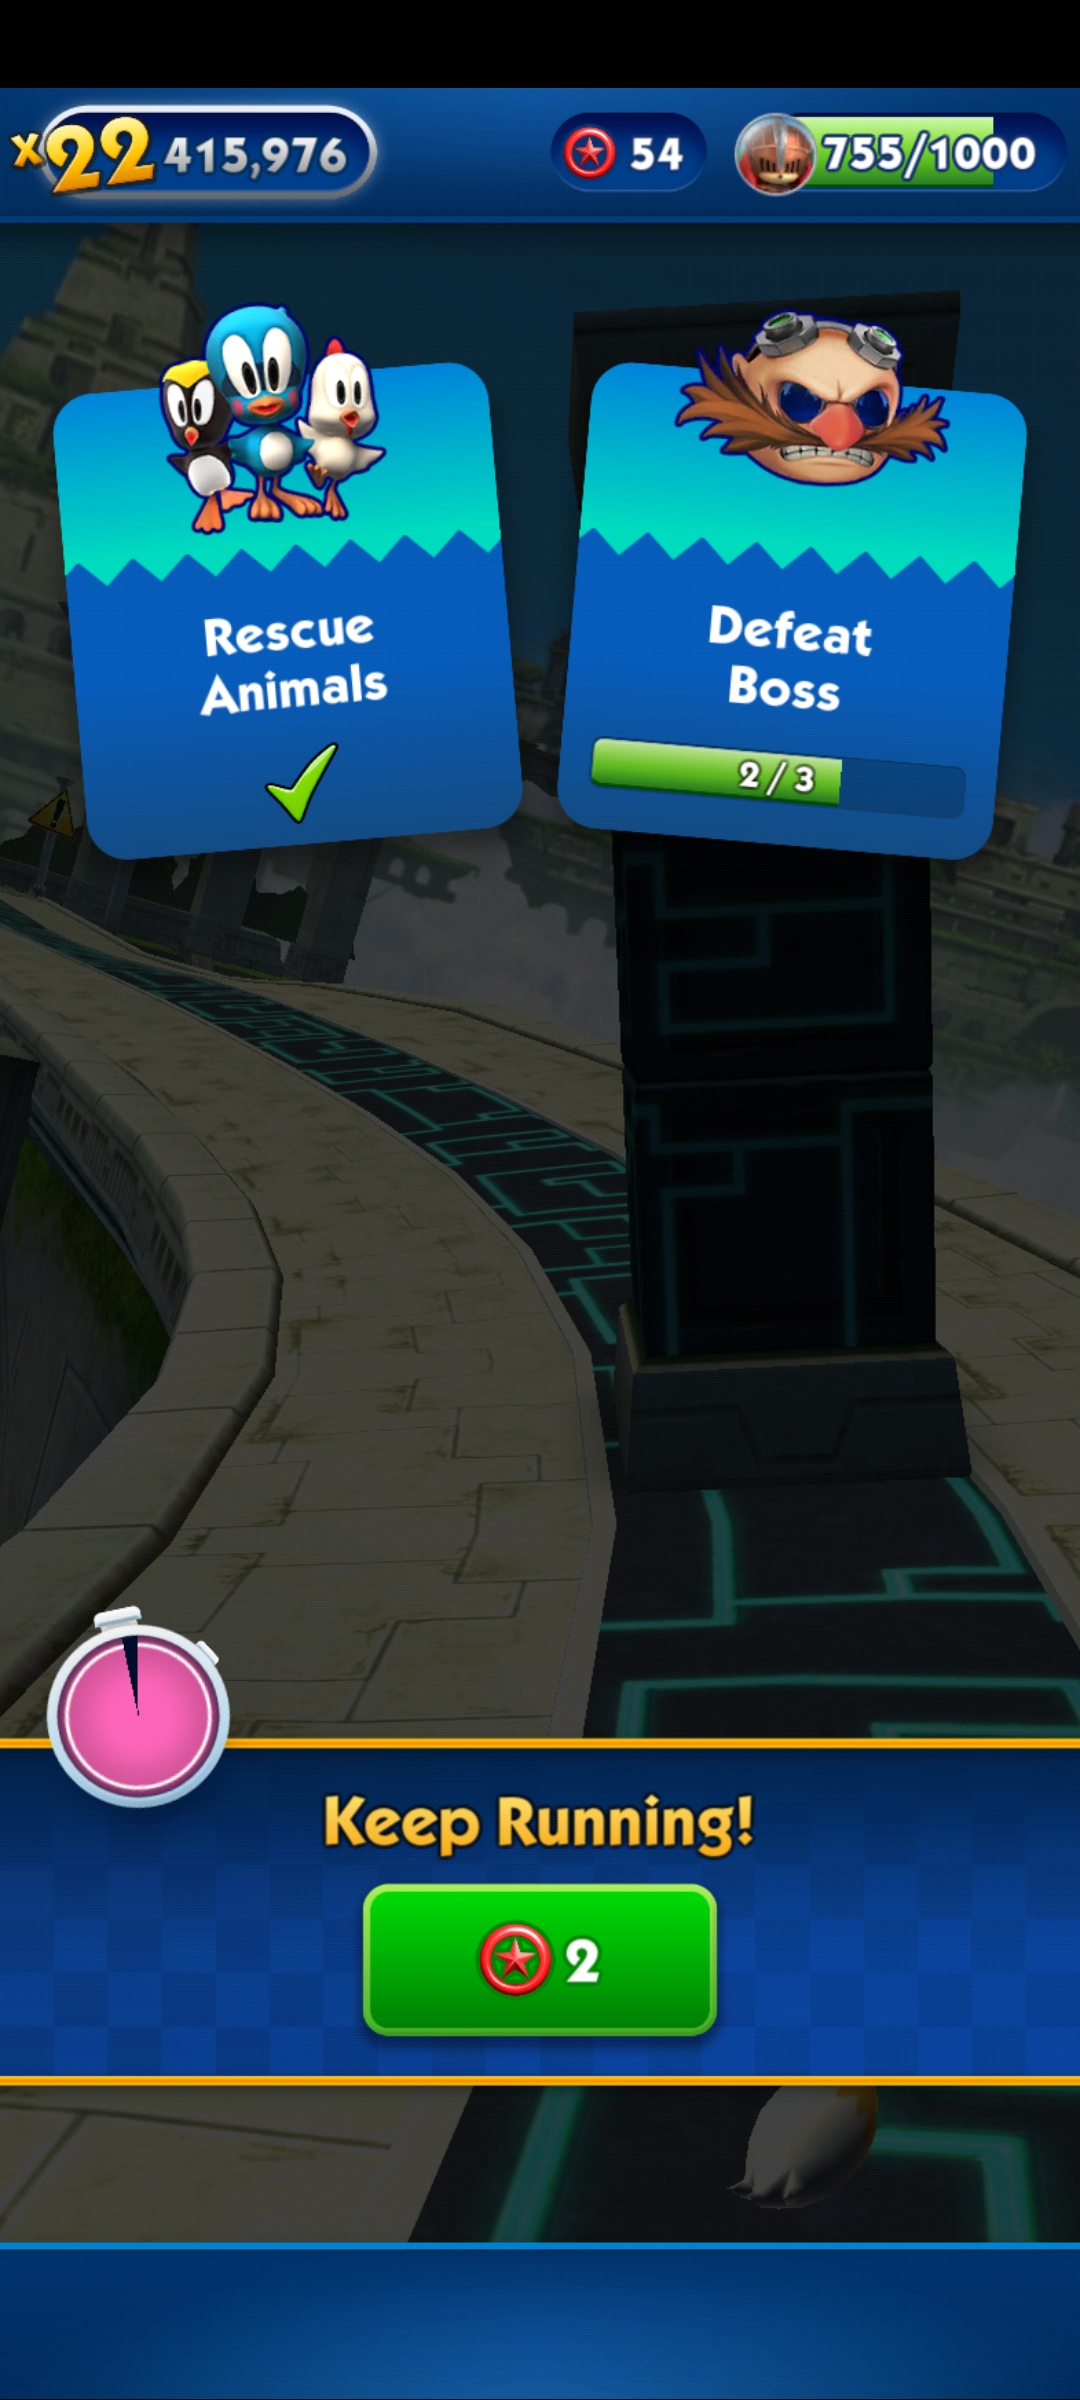 x22 415,976
54
755/1000
Rescue
Animals
Defeat
Boss
2/3
Keep Running!
2